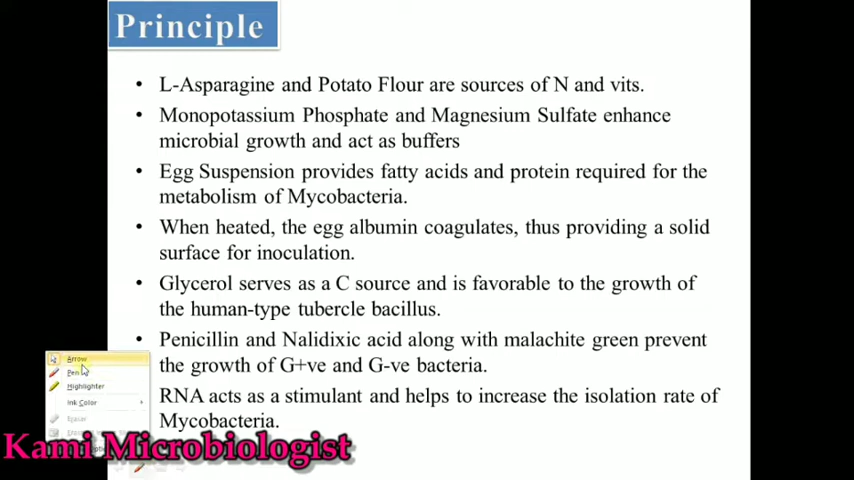 Principle
• L-Asparagine and Potato Flour are sources of N and vits.
• Monopotassium Phosphate and Magnesium Sulfate enhance
microbial growth and act as buffers
• Egg Suspension provides fatty acids and protein required for the
metabolism of Mycobacteria.
• When heated, the egg albumin coagulates, thus providing a solid
surface for inoculation.
• Glycerol serves as a C source and is favorable to the growth of
the human-type tubercle bacillus.
• Penicillin and Nalidixic acid along with malachite green prevent
the growth of G+ve and G-ve bacteria.
RNA acts as a stimulant and helps to increase the isolation rate of
Mycobacteria.
Arrow
Pen
Highlighter
Ink Color
Eraser
Kami Microbiologist